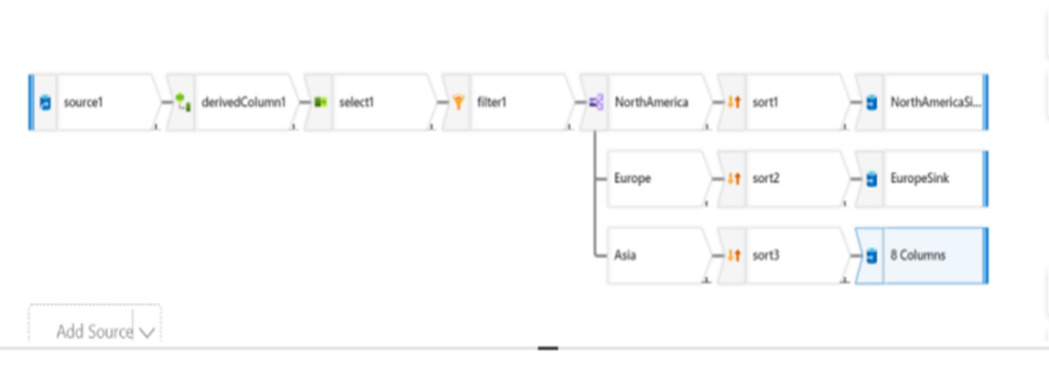 source1
derivedColumn1
select1
filter1
NorthAmerica
sort1
NorthAmericaSi...
Europe
sort2
EuropeSink
Asia
sort3
8 Columns
Add Source